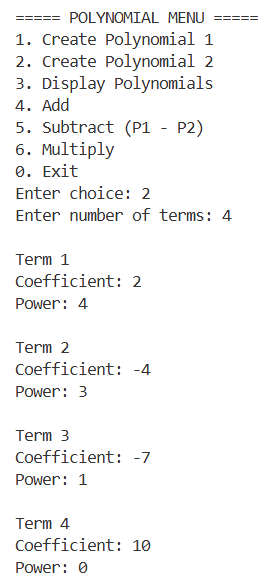 ===== POLYNOMIAL MENU =====
1. Create Polynomial 1
2. Create Polynomial 2
3. Display Polynomials
4. Add
5. Subtract (P1 - P2)
6. Multiply
0. Exit
Enter choice: 2
Enter number of terms: 4

Term 1
Coefficient: 2
Power: 4

Term 2
Coefficient: -4
Power: 3

Term 3
Coefficient: -7
Power: 1

Term 4
Coefficient: 10
Power: 0